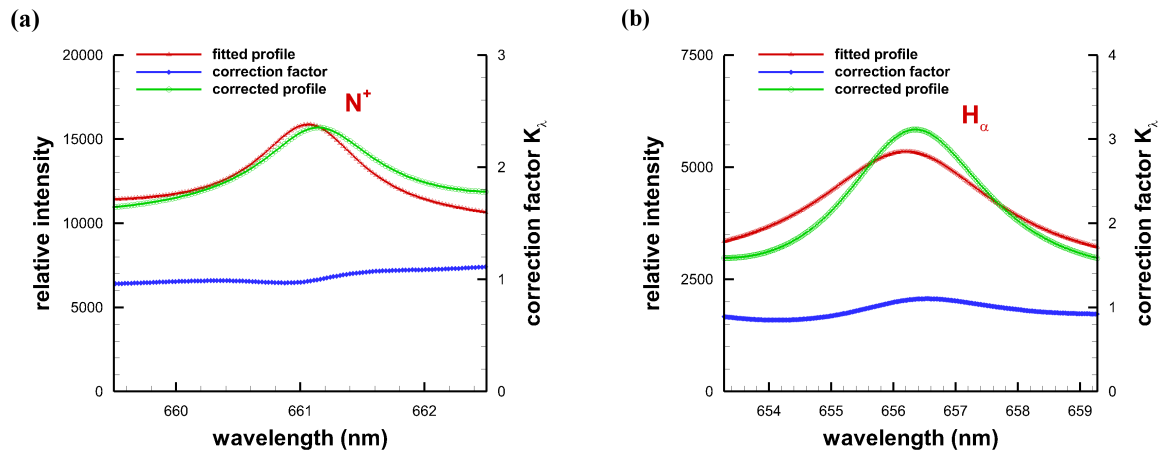 (a)
fitted profile
correction factor
corrected profile
N+
relative intensity
20000
15000
10000
5000
0
correction factor Kλ
3
2
1
0
660
661
662
wavelength (nm)
(b)
fitted profile
correction factor
corrected profile
Hα
relative intensity
7500
5000
2500
0
correction factor Kλ
4
3
2
1
0
654
655
656
657
658
659
wavelength (nm)